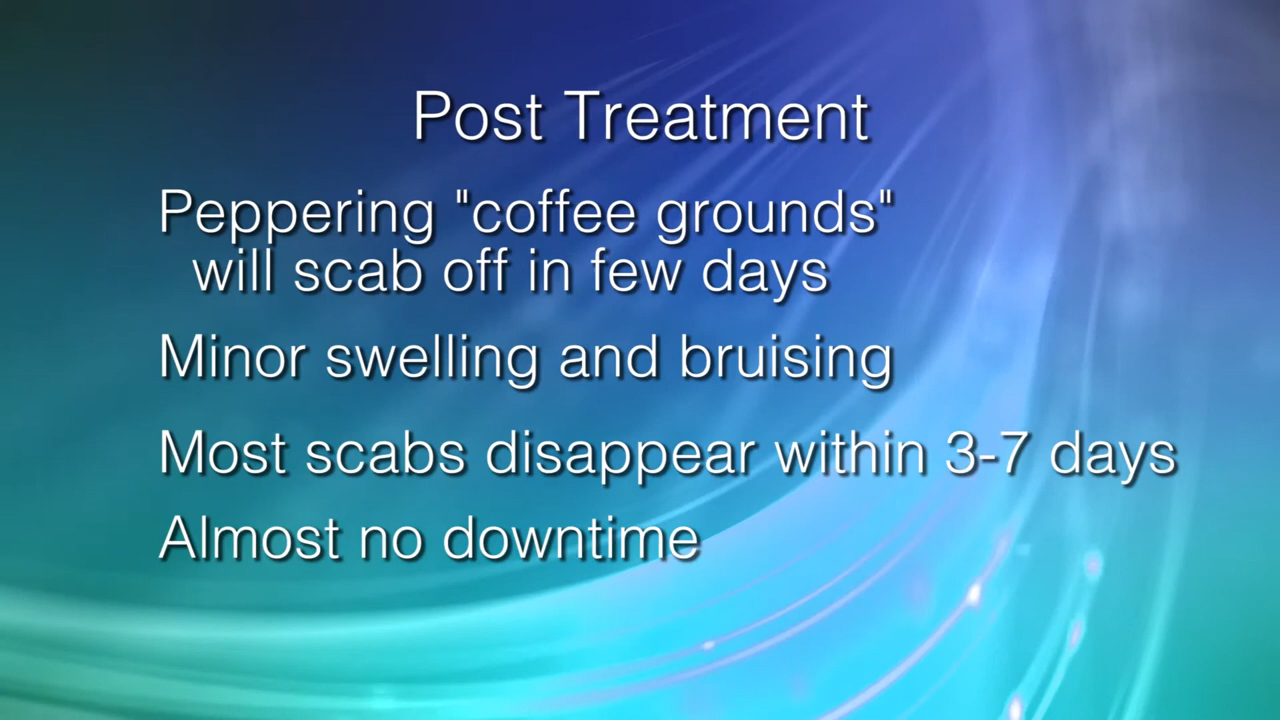 Post Treatment
Peppering "coffee grounds"
will scab off in few days
Minor swelling and bruising
Most scabs disappear within 3-7 days
Almost no downtime